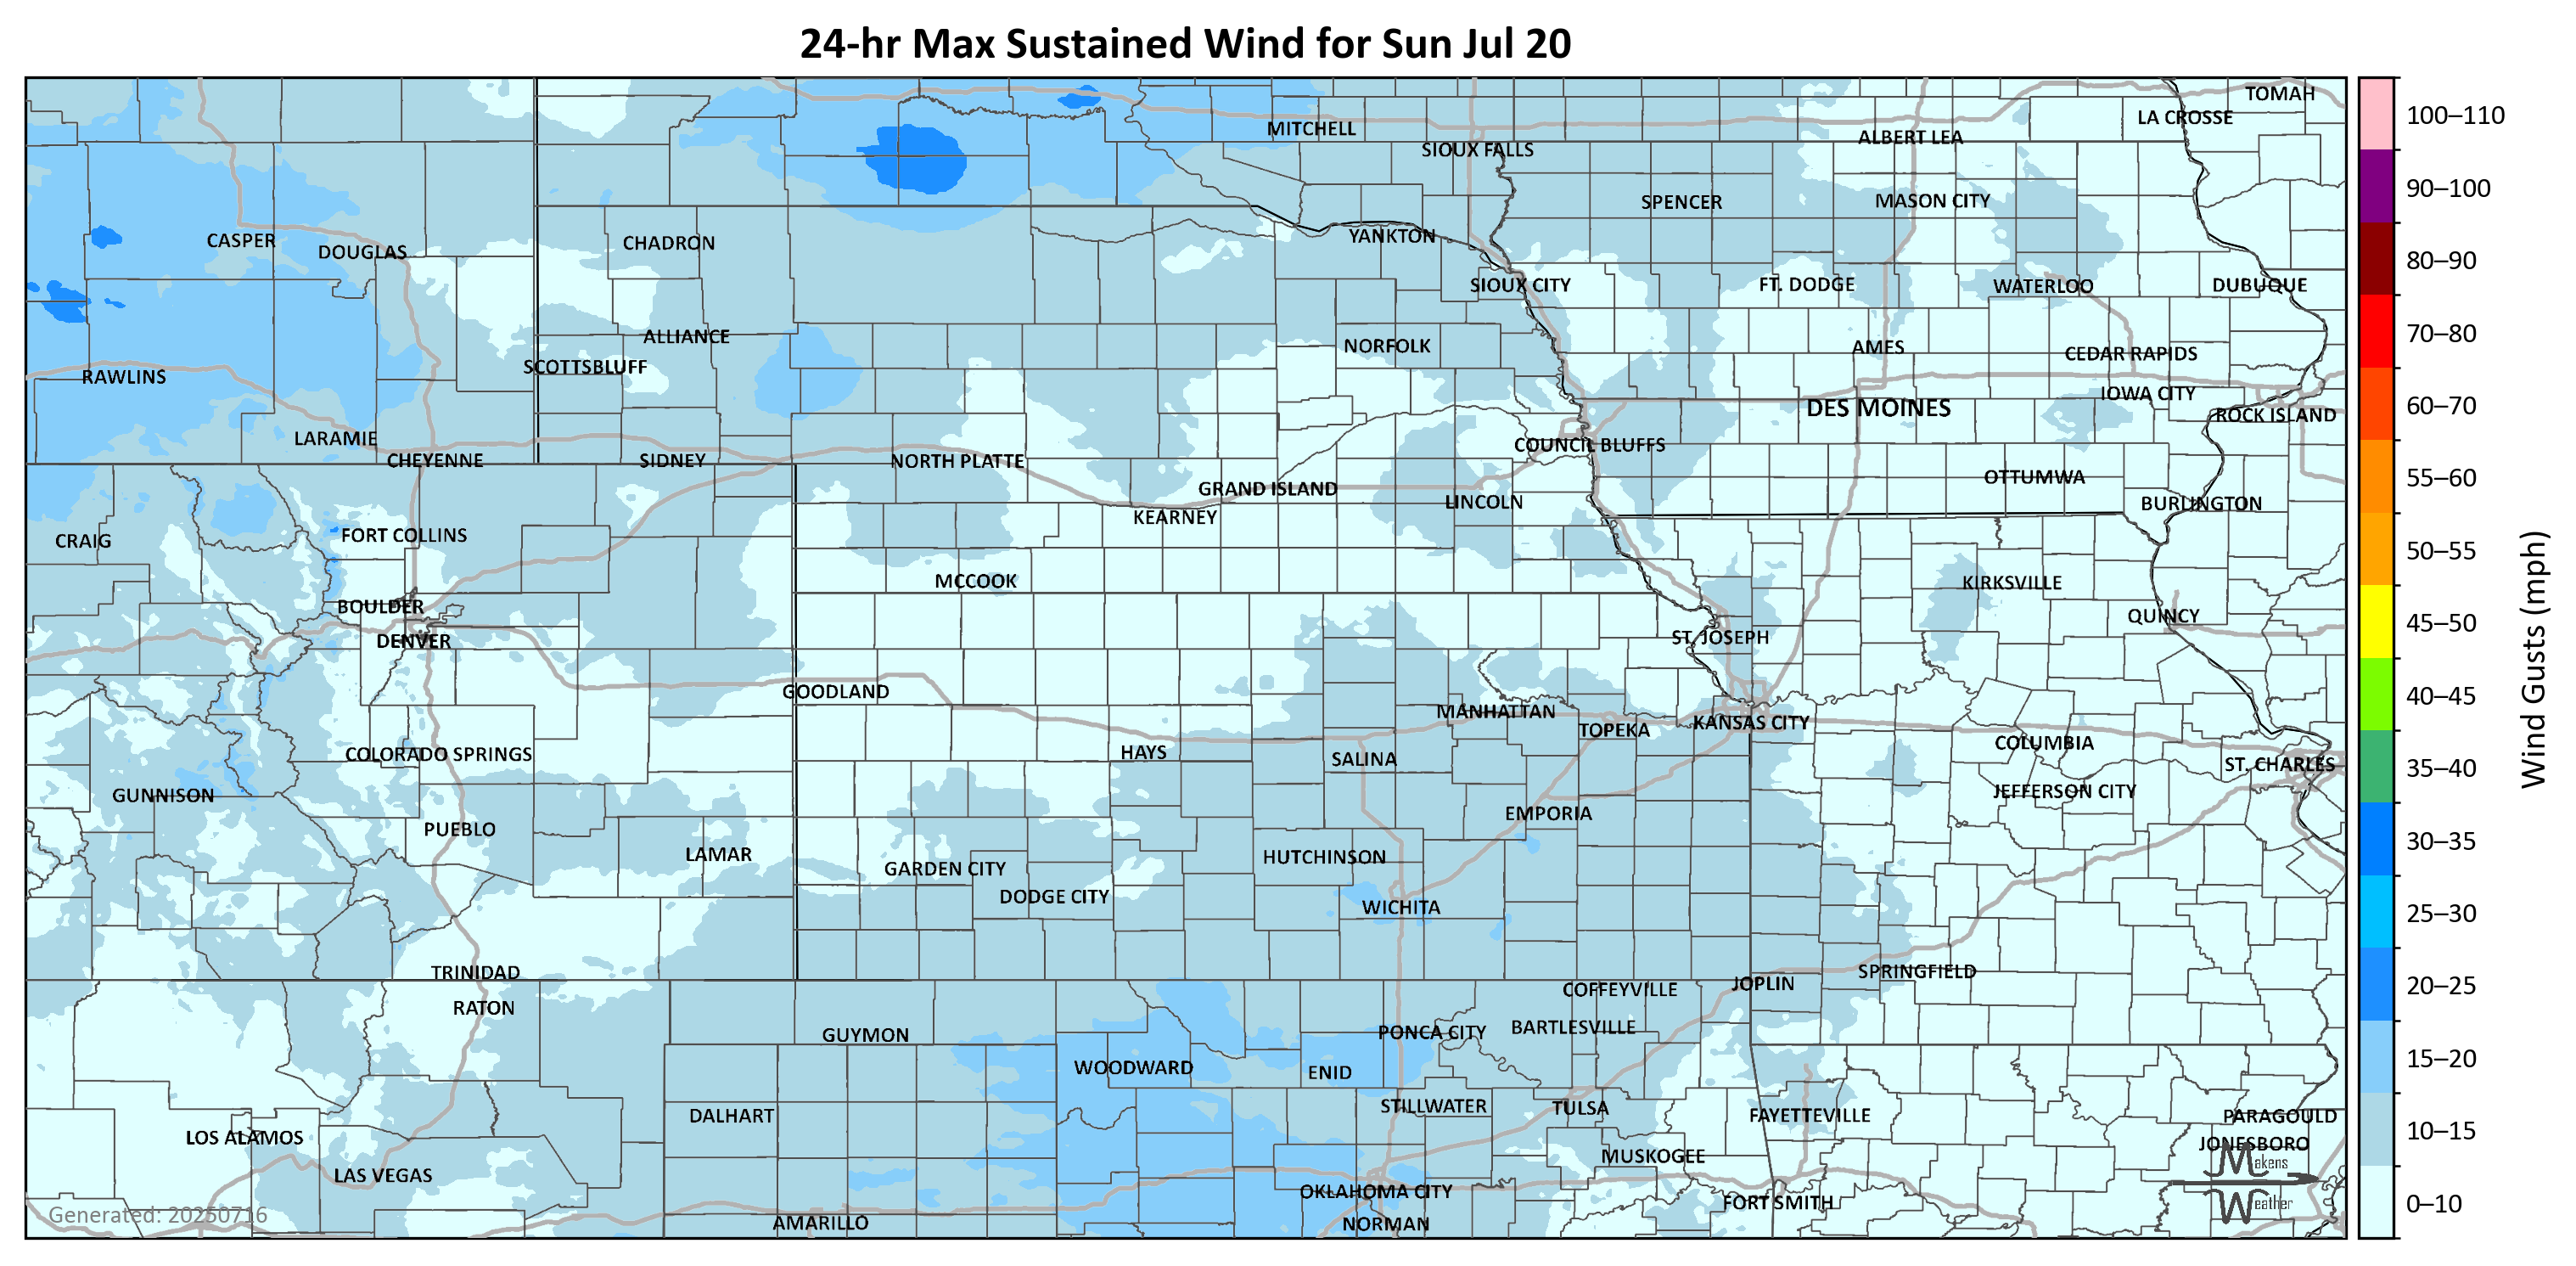 24-hr Max Sustained Wind for Sun Jul 20
TOMAH
LA CROSSE
MITCHELL
ALBERT LEA
SIOUX FALLS
SPENCER
MASON CITY
CASPER
DOUGLAS
CHADRON
YANKTON
SIOUX CITY
FT. DODGE
WATERLOO
DUBUQUE
ALLIANCE
NORFOLK
AMES
CEDAR RAPIDS
SCOTTSBLUFF
RAWLINS
IOWA CITY
DES MOINES
ROCK ISLAND
LARAMIE
COUNCIL BLUFFS
CHEYENNE
SIDNEY
NORTH PLATTE
OTTUMWA
GRAND ISLAND
LINCOLN
BURLINGTON
KEARNEY
CRAIG
FORT COLLINS
MCCOOK
KIRKSVILLE
BOULDER
QUINCY
DENVER
ST. JOSEPH
GOODLAND
MANHATTAN
TOPEKA
KANSAS CITY
COLUMBIA
COLORADO SPRINGS
HAYS
SALINA
ST. CHARLES
GUNNISON
JEFFERSON CITY
EMPORIA
PUEBLO
LAMAR
HUTCHINSON
GARDEN CITY
DODGE CITY
WICHITA
TRINIDAD
SPRINGFIELD
JOPLIN
COFFEYVILLE
RATON
GUYMON
PONCA CITY
BARTLESVILLE
WOODWARD
ENID
STILLWATER
TULSA
DALHART
FAYETTEVILLE
PARAGOULD
LOS ALAMOS
JONESBORO
MUSKOGEE
LAS VEGAS
OKLAHOMA CITY
FORT SMITH
AMARILLO
NORMAN
Generated: 20250716
Makens
Weather
100–110
90–100
80–90
70–80
60–70
55–60
50–55
45–50
40–45
35–40
30–35
25–30
20–25
15–20
10–15
0–10
Wind Gusts (mph)